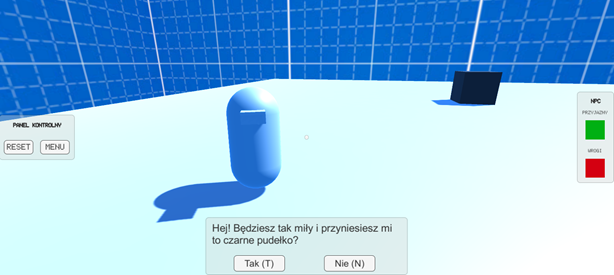 PANEL KONTROLNY
RESET MENU
NPC
PRZYJAZNY
WROGI
Hej! Będziesz tak miły i przyniesiesz mi
to czarne pudełko?
Tak (T) Nie (N)